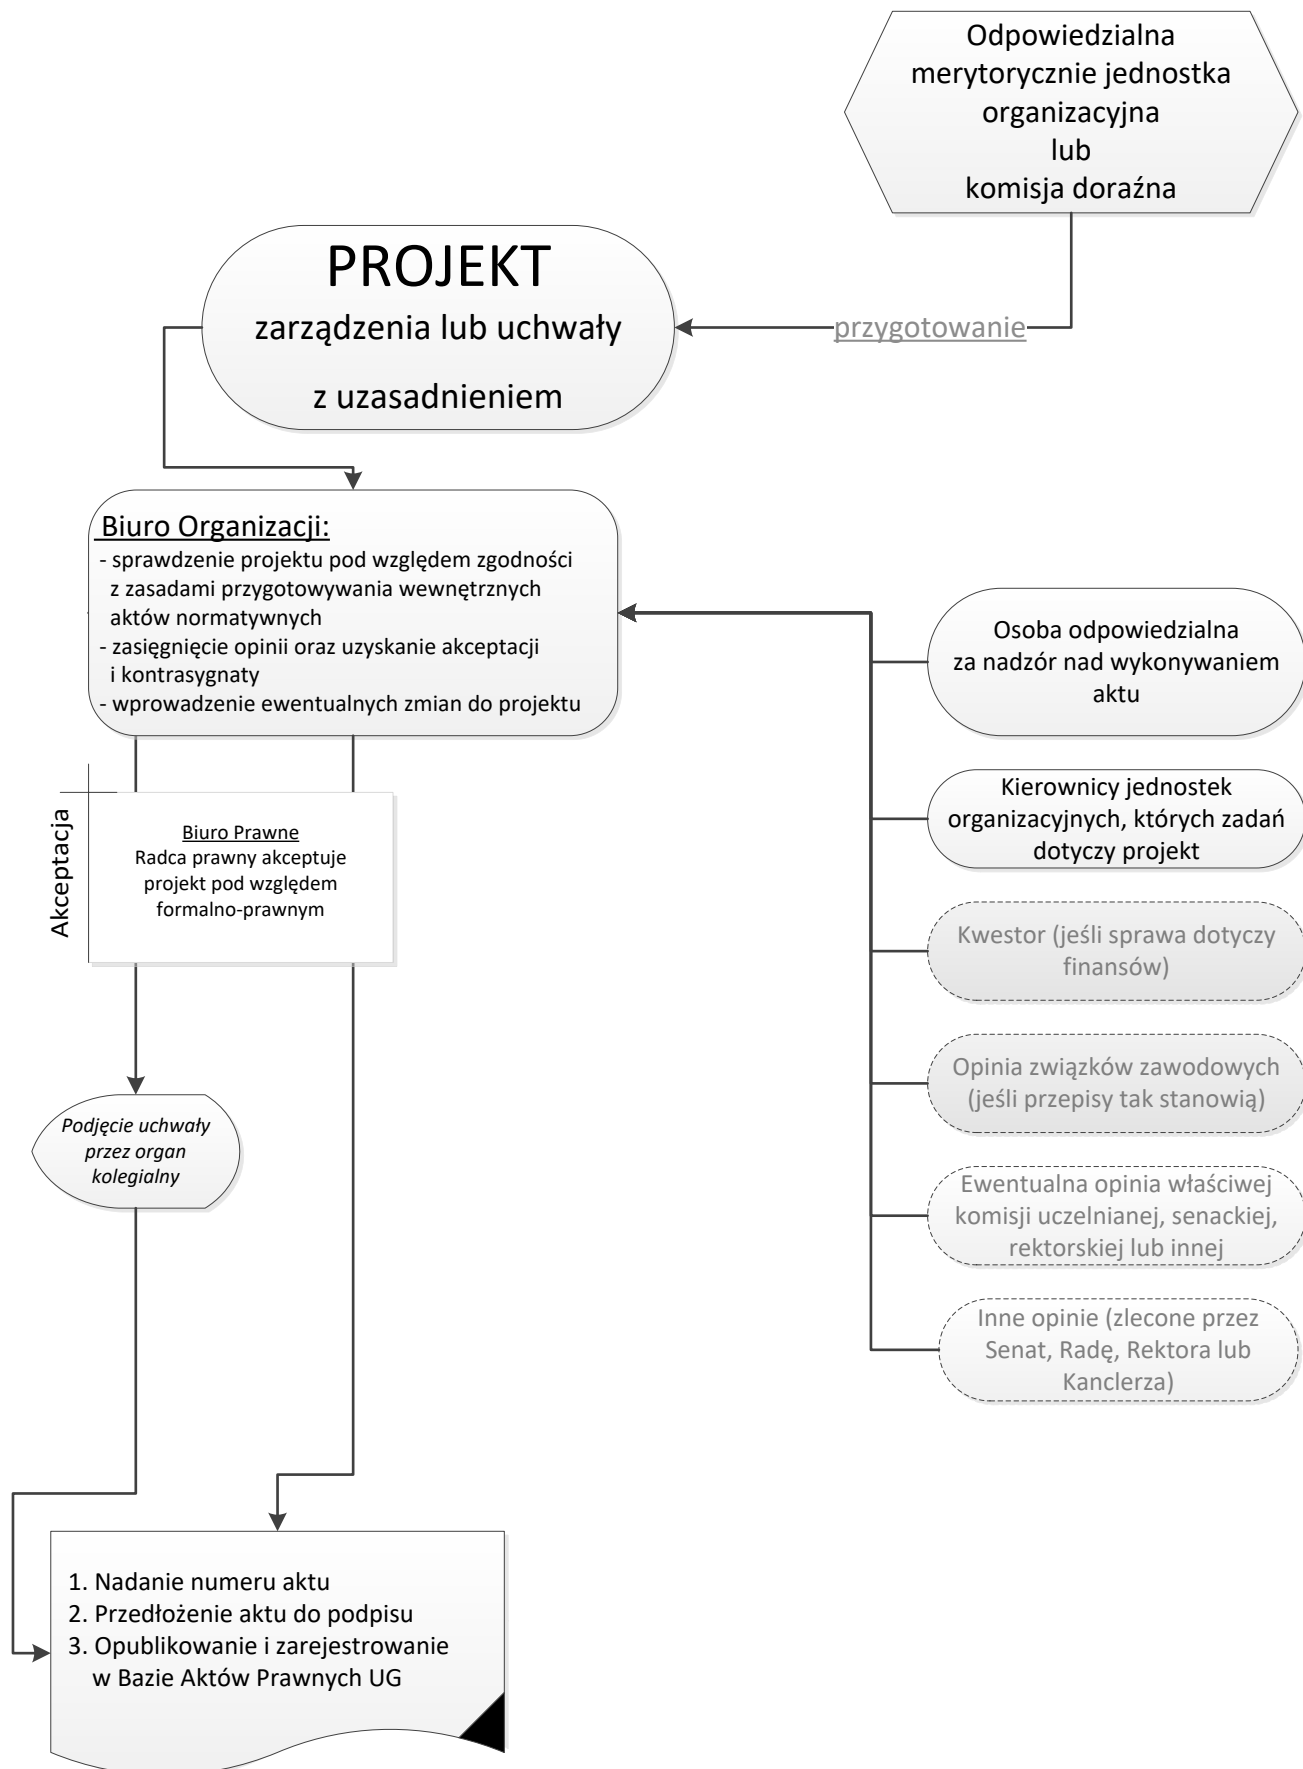 Odpowiedzialna
merytorycznie jednostka
organizacyjna
lub
komisja doraźna
PROJEKT
zarządzenia lub uchwały
z uzasadnieniem
przygotowanie
Biuro Organizacji:
- sprawdzenie projektu pod względem zgodności
z zasadami przygotowywania wewnętrznych
aktów normatywnych
- zasięgnięcie opinii oraz uzyskanie akceptacji
i kontrasygnaty
- wprowadzenie ewentualnych zmian do projektu
Osoba odpowiedzialna
za nadzór nad wykonywaniem
aktu
Kierownicy jednostek
organizacyjnych, których zadań
dotyczy projekt
Kwestor (jeśli sprawa dotyczy
finansów)
Opinia związków zawodowych
(jeśli przepisy tak stanowią)
Ewentualna opinia właściwej
komisji uczelnianej, senackiej,
rektorskiej lub innej
Inne opinie (zlecone przez
Senat, Radę, Rektora lub
Kanclerza)
Akceptacja
Biuro Prawne
Radca prawny akceptuje
projekt pod względem
formalno-prawnym
Podjęcie uchwały
przez organ
kolegialny
1. Nadanie numeru aktu
2. Przedłożenie aktu do podpisu
3. Opublikowanie i zarejestrowanie
w Bazie Aktów Prawnych UG